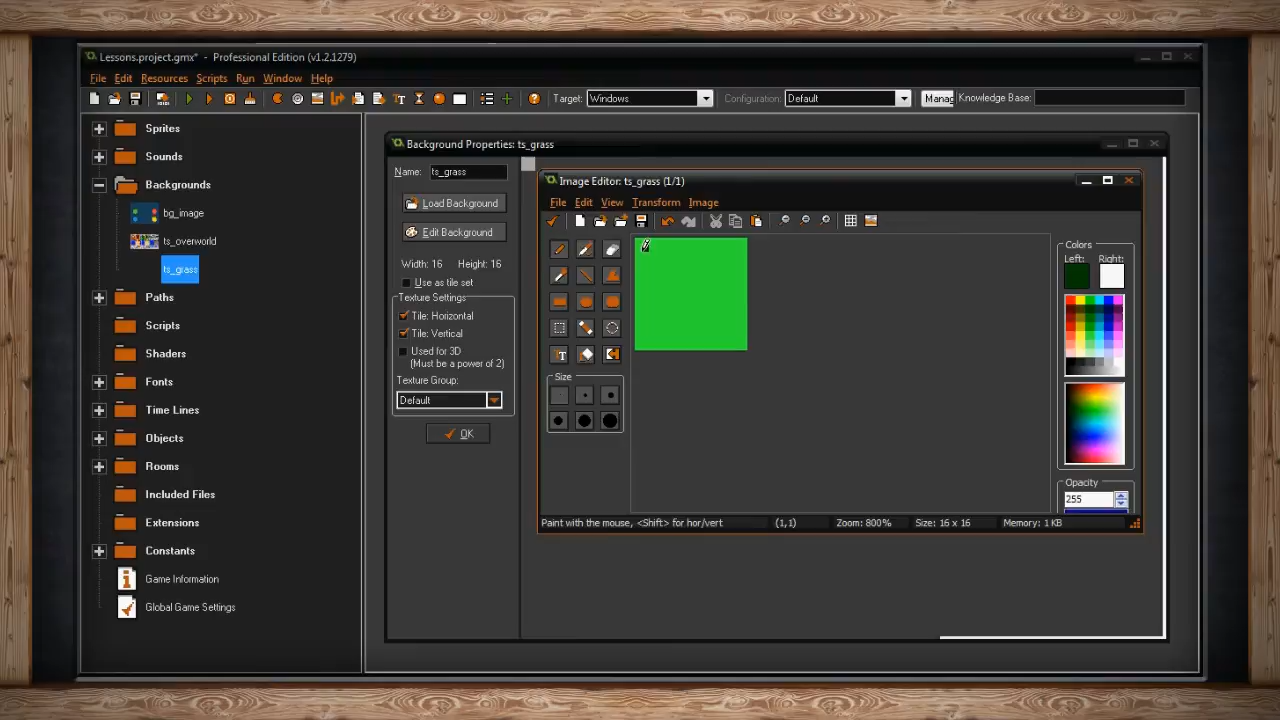 Lessons.project.gmx* - Professional Edition (v1.2.1279)
File Edit Resources Scripts Run Window Help
Target: Windows Configuration: Default Manag Knowledge Base:
Sprites
Sounds
Backgrounds
bg_image
ts_overworld
ts_grass
Paths
Scripts
Shaders
Fonts
Time Lines
Objects
Rooms
Included Files
Extensions
Constants
Game Information
Global Game Settings
Background Properties: ts_grass
Name: ts_grass
Load Background
Edit Background
Width: 16 Height: 16
Use as tile set
Texture Settings
Tile: Horizontal
Tile: Vertical
Used for 3D
(Must be a power of 2)
Texture Group:
Default
OK
Image Editor: ts_grass (1/1)
File Edit View Transform Image
Size
Colors
Left: Right:
Opacity
255
Paint with the mouse, <Shift> for hor/vert (1,1) Zoom: 800% Size: 16 x 16 Memory: 1 KB